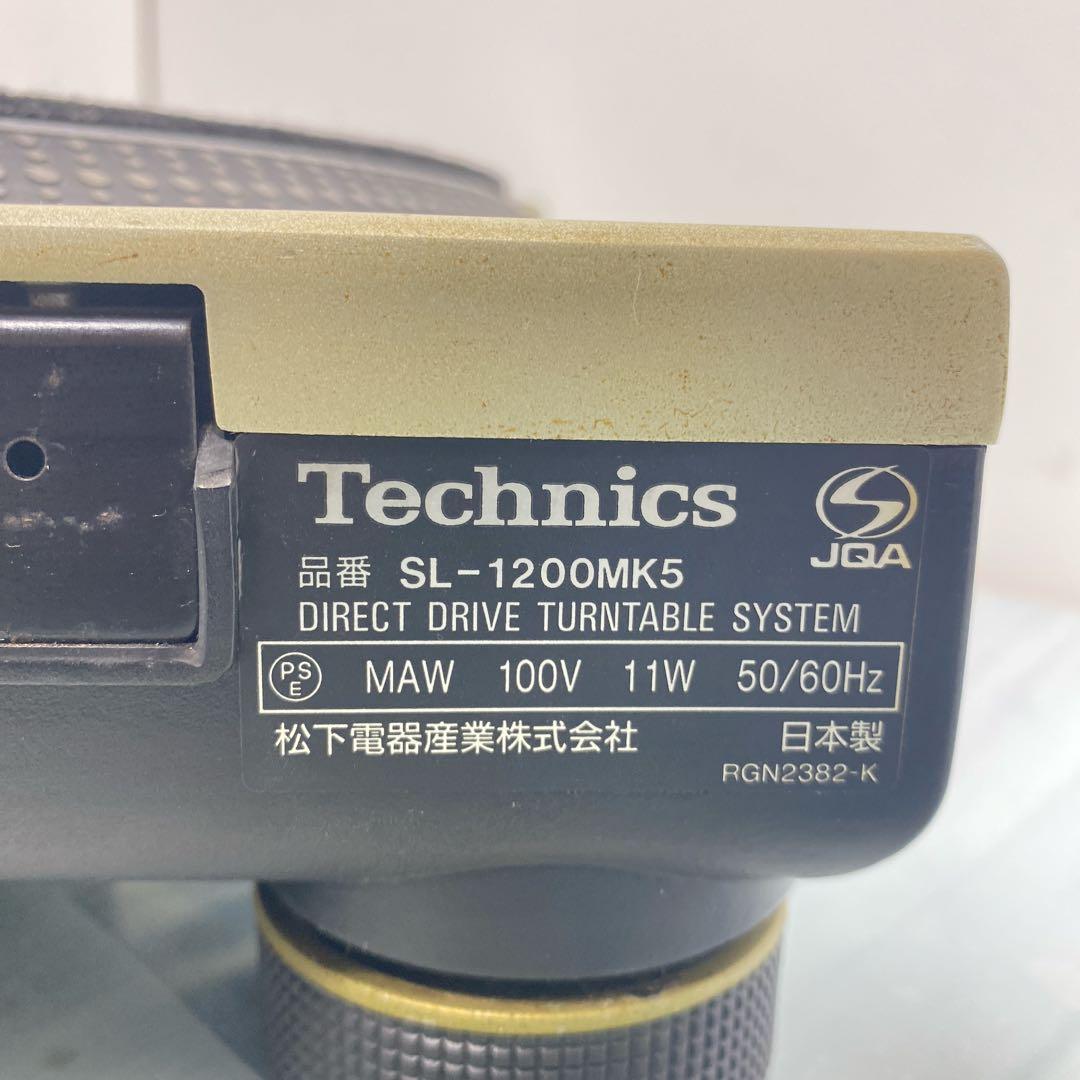 Technics
JQA
品番 SL-1200MK5
DIRECT DRIVE TURNTABLE SYSTEM
PS E MAW 100V 11W 50/60Hz
松下電器産業株式会社 日本製
RGN2382-K